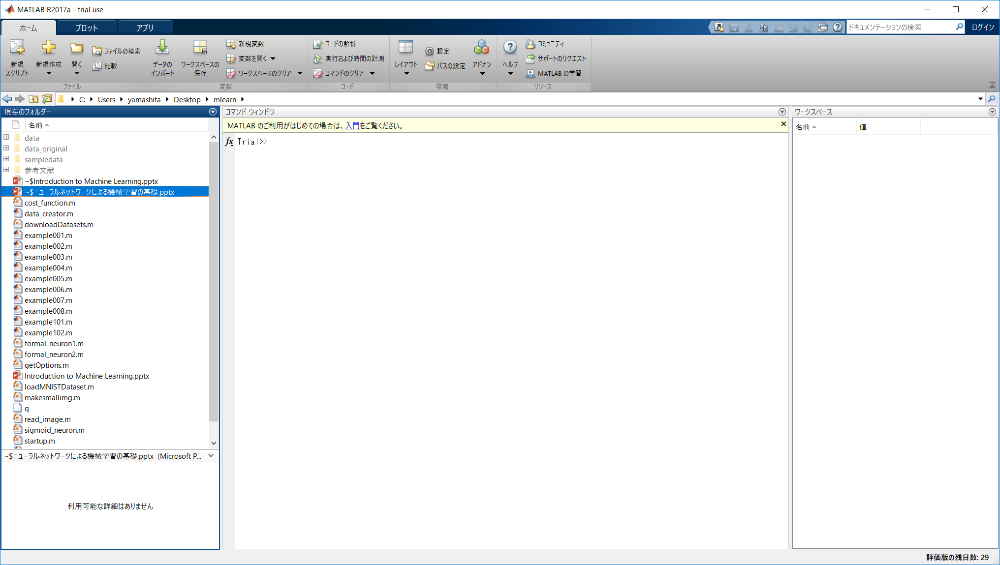 MATLAB R2017a - trial use
ホーム
プロット
アプリ
ドキュメンテーションの検索
ログイン
新規
スクリプト
新規作成
開く
ファイルの検索
比較
ファイル
データの
インポート
ワークスペースの
保存
新規変数
変数を開く
ワークスペースのクリア
変数
コードの解析
実行および時間の計測
コマンドのクリア
コード
レイアウト
設定
パスの設定
アドオン
環境
ヘルプ
コミュニティ
サポートのリクエスト
MATLAB の学習
リソース
C: Users yamashita Desktop mlearn
現在のフォルダー
名前
data
data_original
sampledata
参考文献
~$Introduction to Machine Learning.pptx
~$ニューラルネットワークによる機械学習の基礎.pptx
cost_function.m
data_creator.m
downloadDatasets.m
example001.m
example002.m
example003.m
example004.m
example005.m
example006.m
example007.m
example008.m
example101.m
example102.m
formal_neuron1.m
formal_neuron2.m
getOptions.m
Introduction to Machine Learning.pptx
loadMNISTDataset.m
makesmallimg.m
q
read_image.m
sigmoid_neuron.m
startup.m
~$ニューラルネットワークによる機械学習の基礎.pptx (Microsoft P...
利用可能な詳細はありません
コマンド ウィンドウ
MATLAB のご利用がはじめての場合は、入門をご覧ください。
fx Trial>>
ワークスペース
名前 値
評価版の残日数: 29